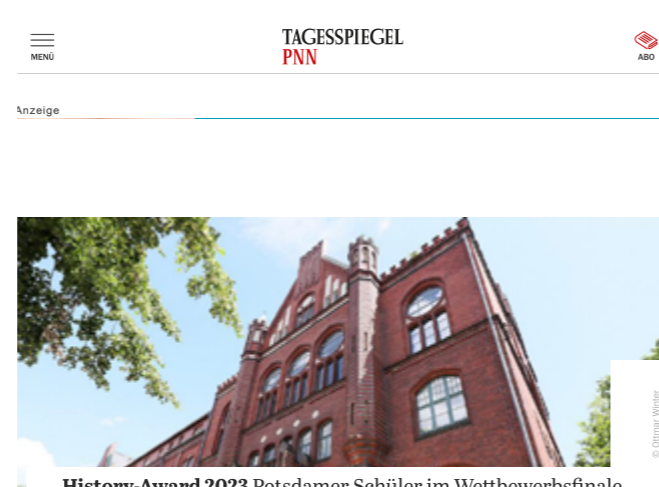 TAGESSPIEGEL
PNN
MENÜ
ABO
Anzeige
© Ottmar Winter
History-Award 2023 Potsdamer Schüler im Wettbewerbsfinale